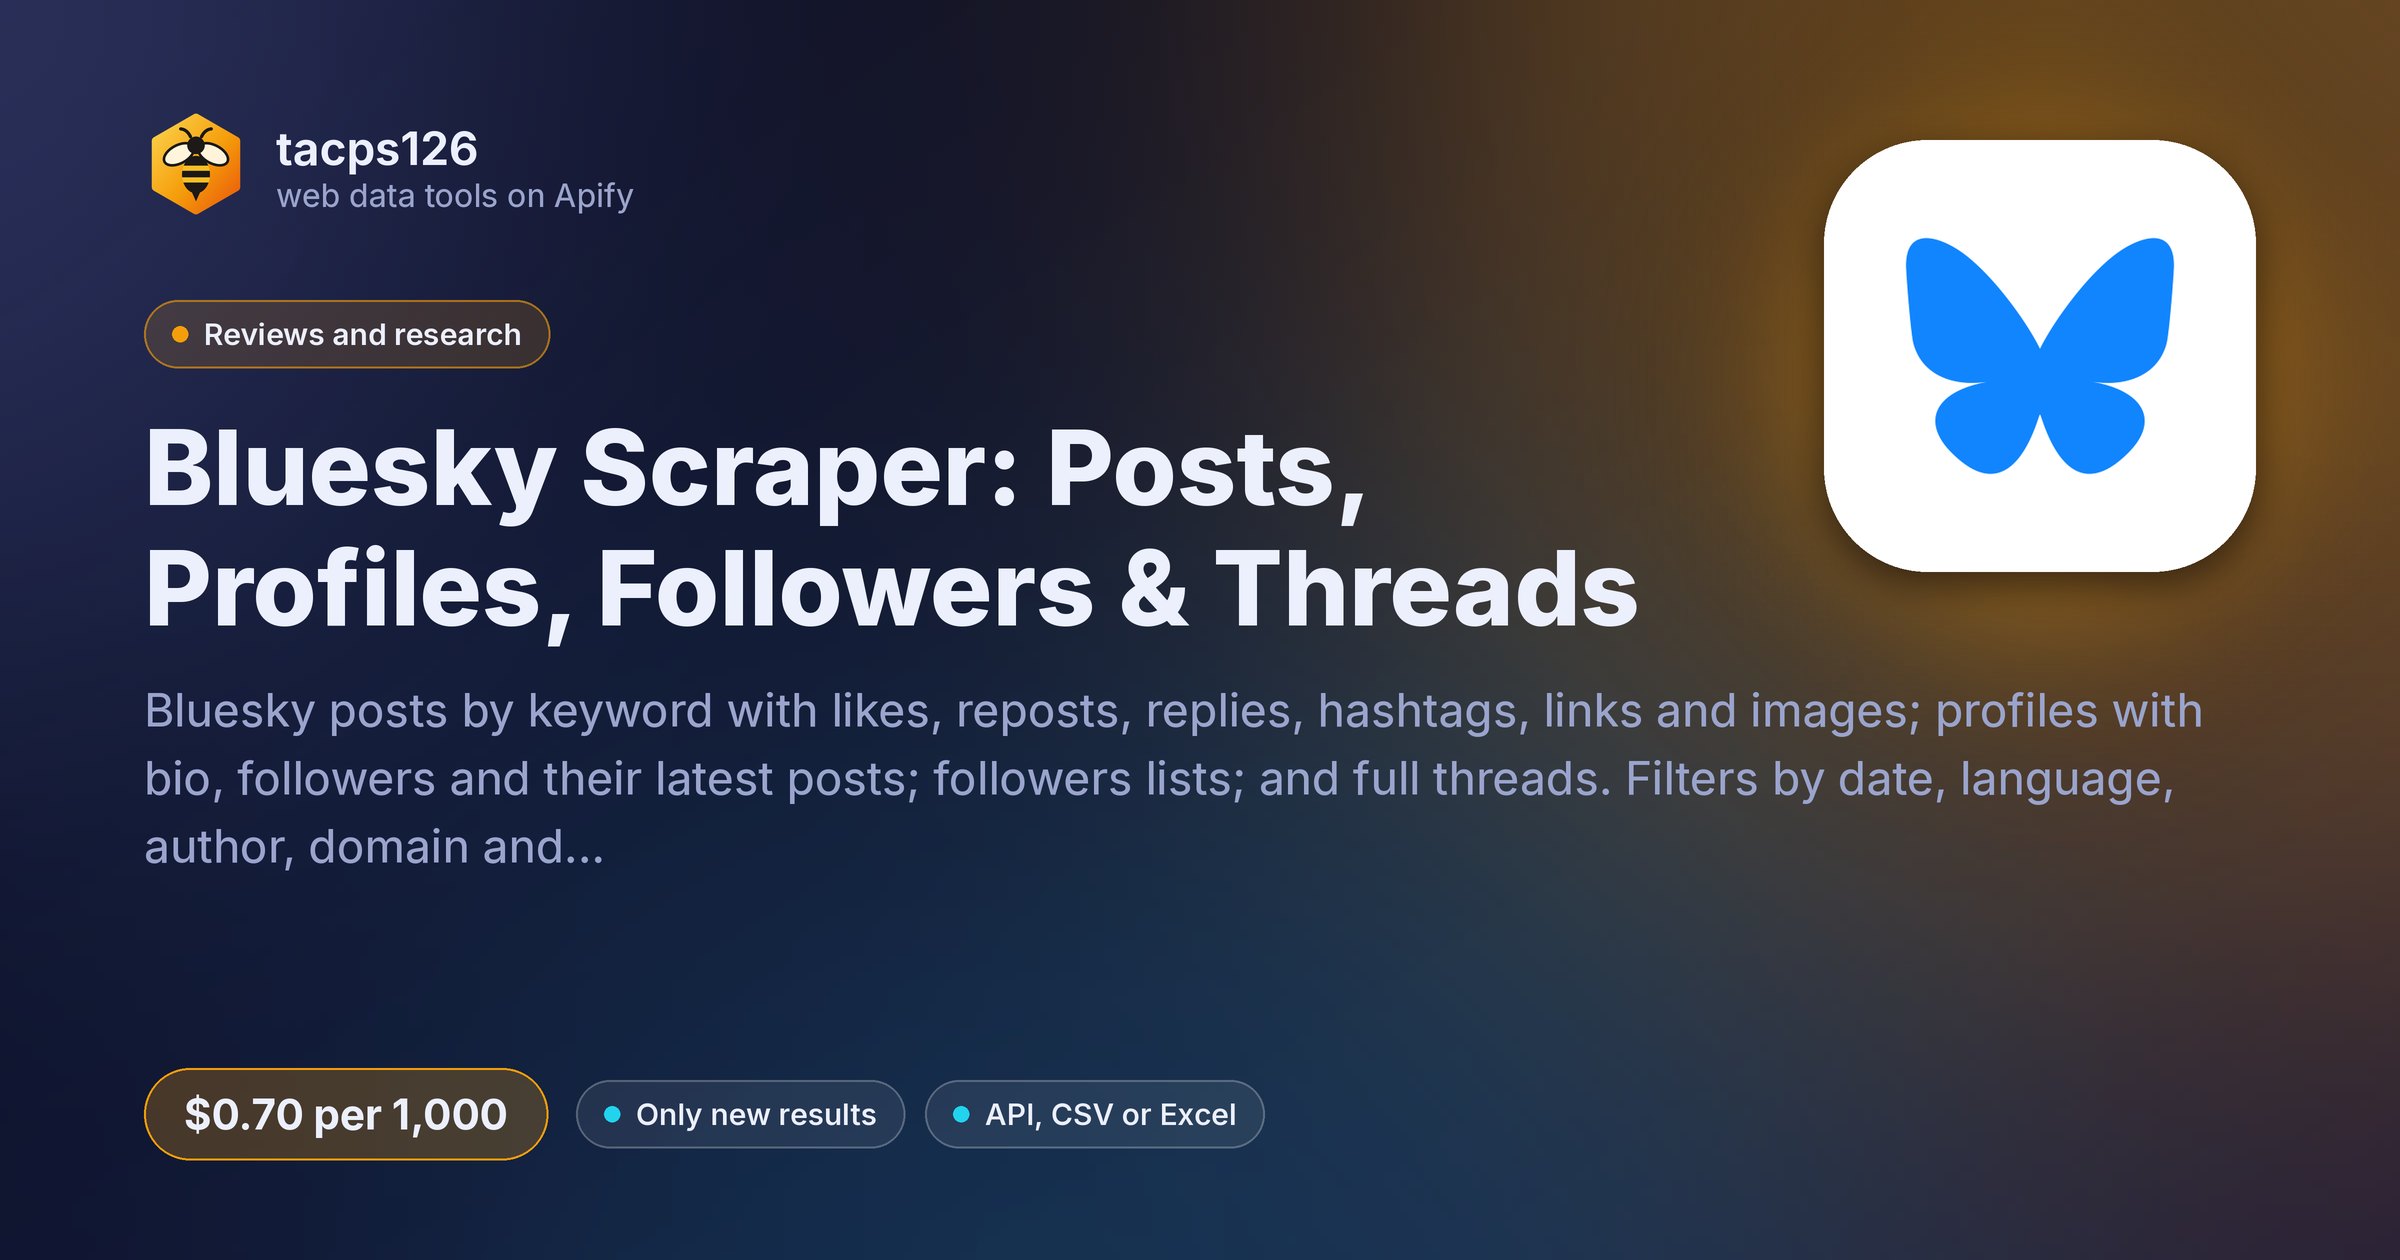 tacps126
web data tools on Apify
Reviews and research
Bluesky Scraper: Posts,
Profiles, Followers & Threads
Bluesky posts by keyword with likes, reposts, replies, hashtags, links and images; profiles with
bio, followers and their latest posts; followers lists; and full threads. Filters by date, language,
author, domain and...
$0.70 per 1,000
Only new results
API, CSV or Excel